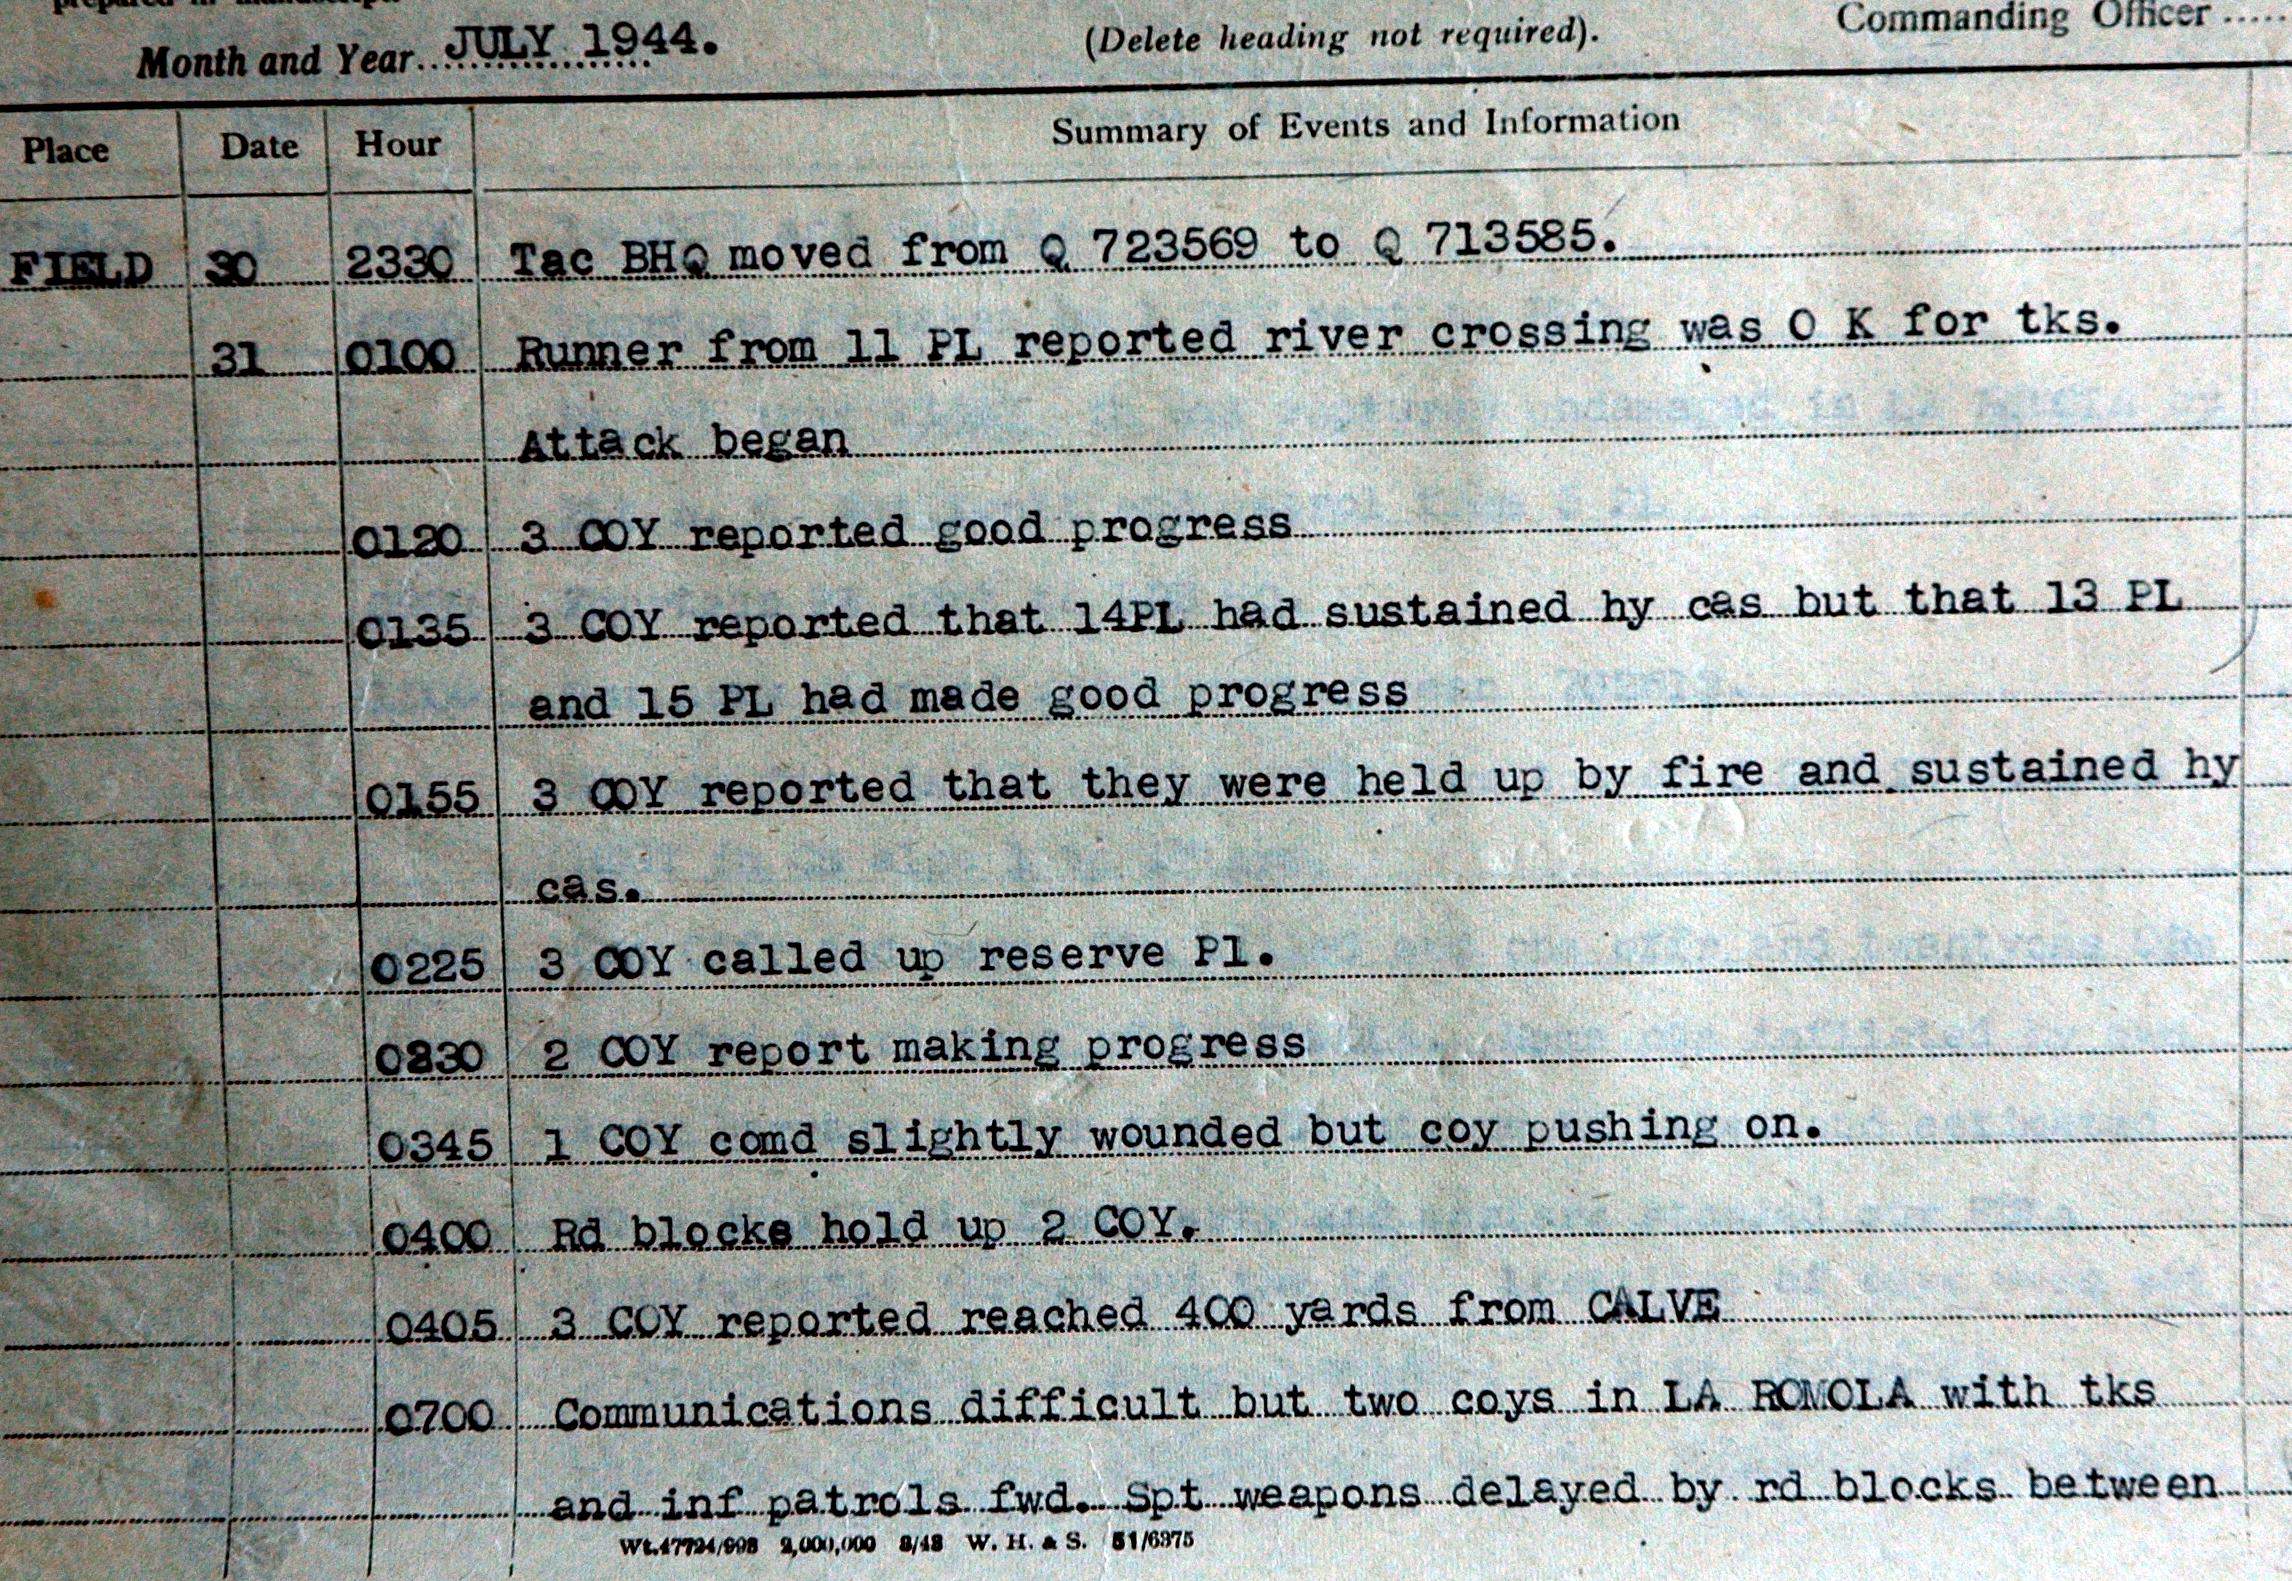 prepared in manuscript.
Month and Year JULY 1944.
(Delete heading not required).
Commanding Officer
Place Date Hour Summary of Events and Information
FIELD 30 2330 Tac BHQ moved from Q 723569 to Q 713585.
31 0100 Runner from 11 PL reported river crossing was O K for tks.
Attack began
0120 3 COY reported good progress
0135 3 COY reported that 14PL had sustained hy cas but that 13 PL
and 15 PL had made good progress
0155 3 COY reported that they were held up by fire and sustained hy
cas.
0225 3 COY called up reserve Pl.
0230 2 COY report making progress
0345 1 COY comd slightly wounded but coy pushing on.
0400 Rd blocks hold up 2 COY.
0405 3 COY reported reached 400 yards from CALVE
0700 Communications difficult but two coys in LA ROMOLA with tks
and inf patrols fwd. Spt weapons delayed by rd blocks between
2,000,000 W. H. & S. 51/6375